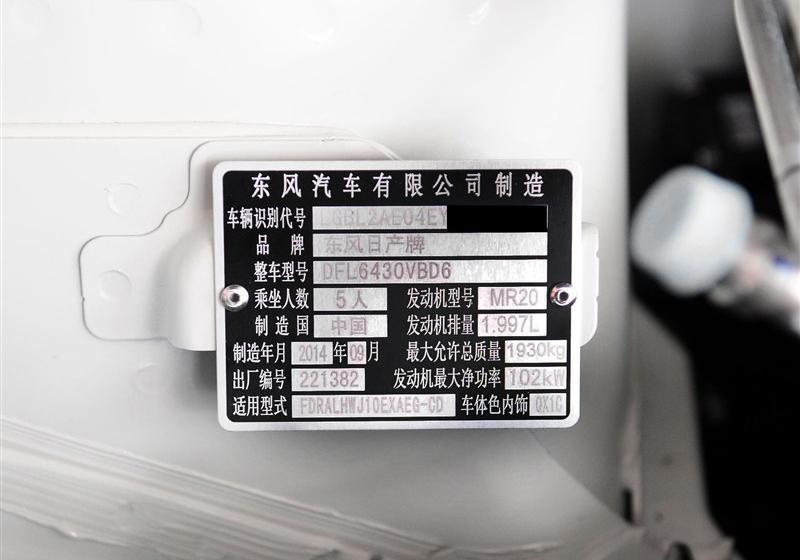 东风汽车有限公司制造
车辆识别代号 LGBL2AE04EY
品 牌 东风日产牌
整车型号 DFL6430VBD6
乘坐人数 5人 发动机型号 MR20
制造国 中国 发动机排量 1.997L
制造年月 2014年09月 最大允许总质量 1930kg
出厂编号 221382 发动机最大净功率 102kW
适用型式 FDRALHWJ10EXAEG-CD 车体色内饰 QX1C